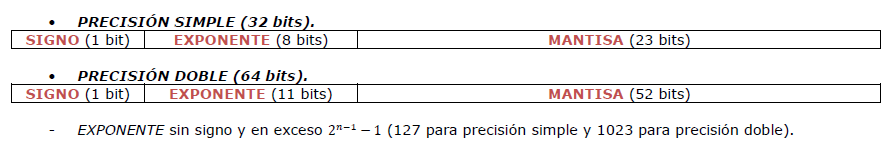 • PRECISIÓN SIMPLE (32 bits).
SIGNO (1 bit) EXPONENTE (8 bits) MANTISA (23 bits)
• PRECISIÓN DOBLE (64 bits).
SIGNO (1 bit) EXPONENTE (11 bits) MANTISA (52 bits)
- EXPONENTE sin signo y en exceso 2ⁿ⁻¹ − 1 (127 para precisión simple y 1023 para precisión doble).